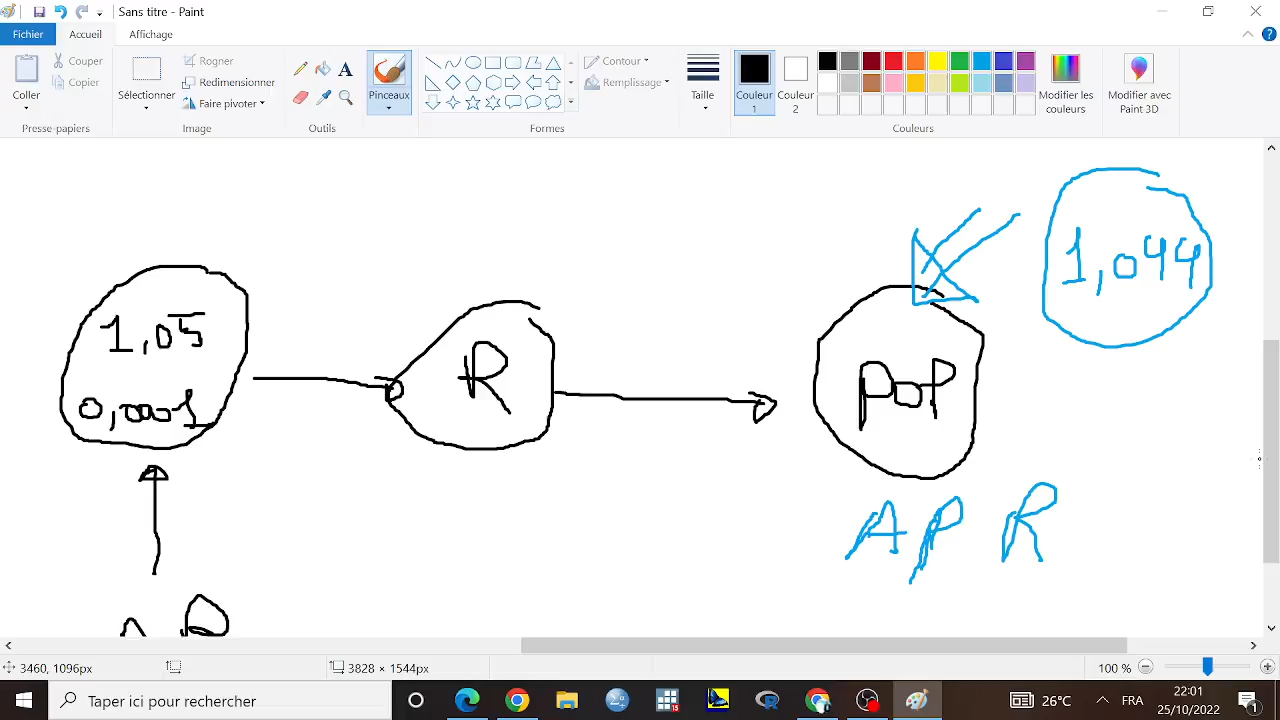 Sans titre - Paint
Fichier Accueil Affichage
Coller
Couper
Copier
Presse-papiers
Sélectionner
Rogner
Redimensionner
Faire pivoter
Image
Outils
Pinceaux
Contour
Remplissage
Formes
Taille
Couleur 1
Couleur 2
Modifier les couleurs
Modifier avec Paint 3D
Couleurs
1,044
1,05
0,0001
R
POP
A P R
3460, 1096px
3828 × 1544px
100 %
Taper ici pour rechercher
15
26°C
FRA
22:01
25/10/2022
1